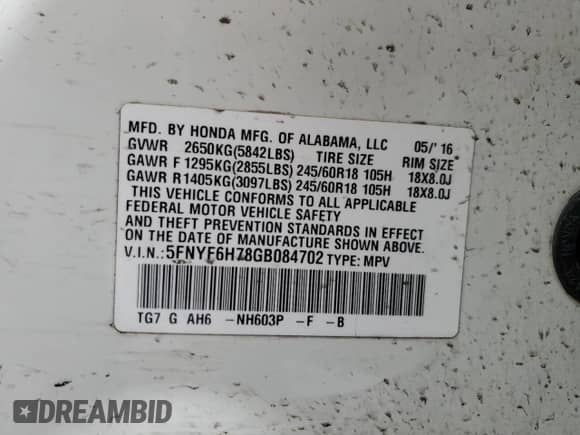 MFD. BY HONDA MFG. OF ALABAMA, LLC 05/'16
GVWR 2650KG(5842LBS) TIRE SIZE RIM SIZE
GAWR F 1295KG(2855LBS) 245/60R18 105H 18X8.0J
GAWR R1405KG(3097LBS) 245/60R18 105H 18X8.0J
THIS VEHICLE CONFORMS TO ALL APPLICABLE
FEDERAL MOTOR VEHICLE SAFETY
AND THEFT PREVENTION STANDARDS IN EFFECT
ON THE DATE OF MANUFACTURE SHOWN ABOVE.
V.I.N.: 5FNYF6H78GB084702 TYPE: MPV
TG7 G AH6 -NH603P -F -B
DREAMBID